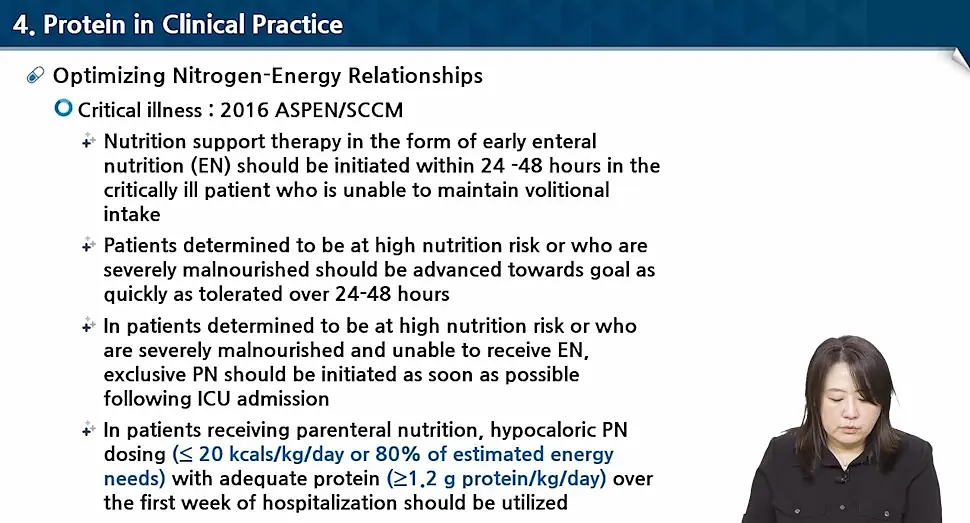 4. Protein in Clinical Practice
Optimizing Nitrogen-Energy Relationships
Critical illness : 2016 ASPEN/SCCM
Nutrition support therapy in the form of early enteral
nutrition (EN) should be initiated within 24 -48 hours in the
critically ill patient who is unable to maintain volitional
intake
Patients determined to be at high nutrition risk or who are
severely malnourished should be advanced towards goal as
quickly as tolerated over 24-48 hours
In patients determined to be at high nutrition risk or who
are severely malnourished and unable to receive EN,
exclusive PN should be initiated as soon as possible
following ICU admission
In patients receiving parenteral nutrition, hypocaloric PN
dosing (≤ 20 kcals/kg/day or 80% of estimated energy
needs) with adequate protein (≥1.2 g protein/kg/day) over
the first week of hospitalization should be utilized